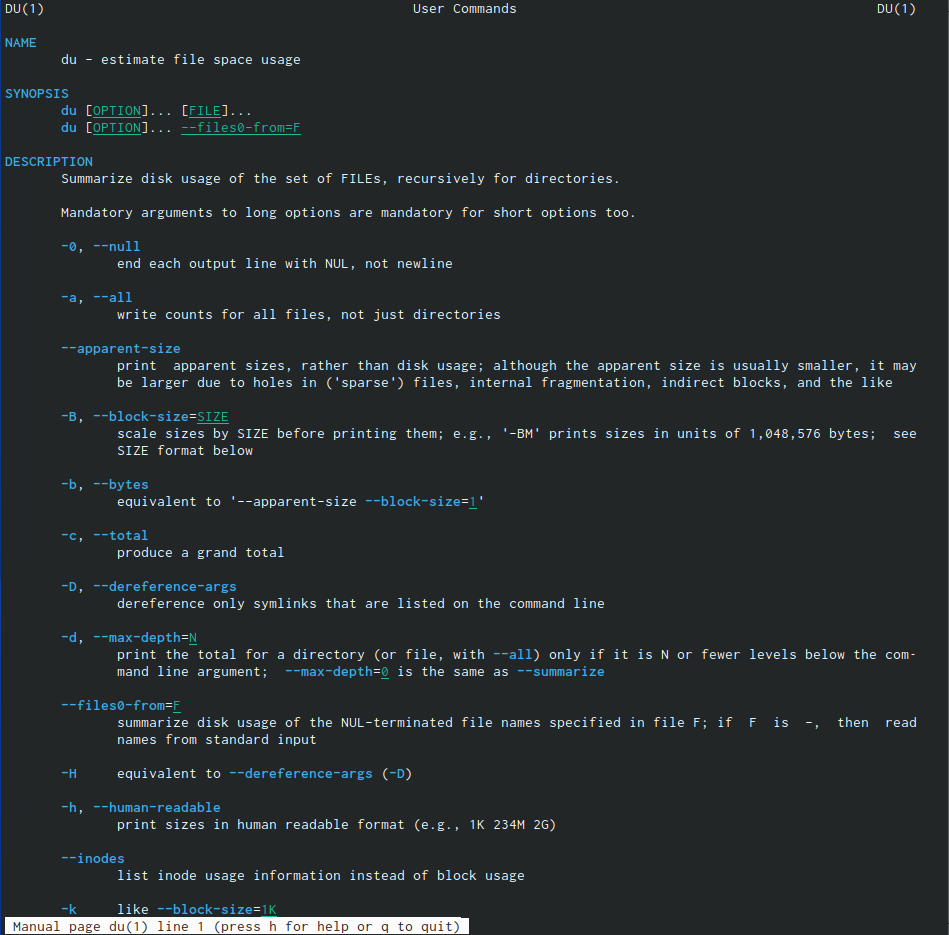 DU(1) User Commands DU(1)
NAME
du - estimate file space usage
SYNOPSIS
du [OPTION]... [FILE]...
du [OPTION]... --files0-from=F
DESCRIPTION
Summarize disk usage of the set of FILEs, recursively for directories.
Mandatory arguments to long options are mandatory for short options too.
-0, --null
end each output line with NUL, not newline
-a, --all
write counts for all files, not just directories
--apparent-size
print  apparent sizes, rather than disk usage; although the apparent size is usually smaller, it may
be larger due to holes in ('sparse') files, internal fragmentation, indirect blocks, and the like
-B, --block-size=SIZE
scale sizes by SIZE before printing them; e.g., '-BM' prints sizes in units of 1,048,576 bytes;  see
SIZE format below
-b, --bytes
equivalent to '--apparent-size --block-size=1'
-c, --total
produce a grand total
-D, --dereference-args
dereference only symlinks that are listed on the command line
-d, --max-depth=N
print the total for a directory (or file, with --all) only if it is N or fewer levels below the com-
mand line argument;  --max-depth=0 is the same as --summarize
--files0-from=F
summarize disk usage of the NUL-terminated file names specified in file F; if  F  is  -,  then  read
names from standard input
-H     equivalent to --dereference-args (-D)
-h, --human-readable
print sizes in human readable format (e.g., 1K 234M 2G)
--inodes
list inode usage information instead of block usage
-k     like --block-size=1K
Manual page du(1) line 1 (press h for help or q to quit)